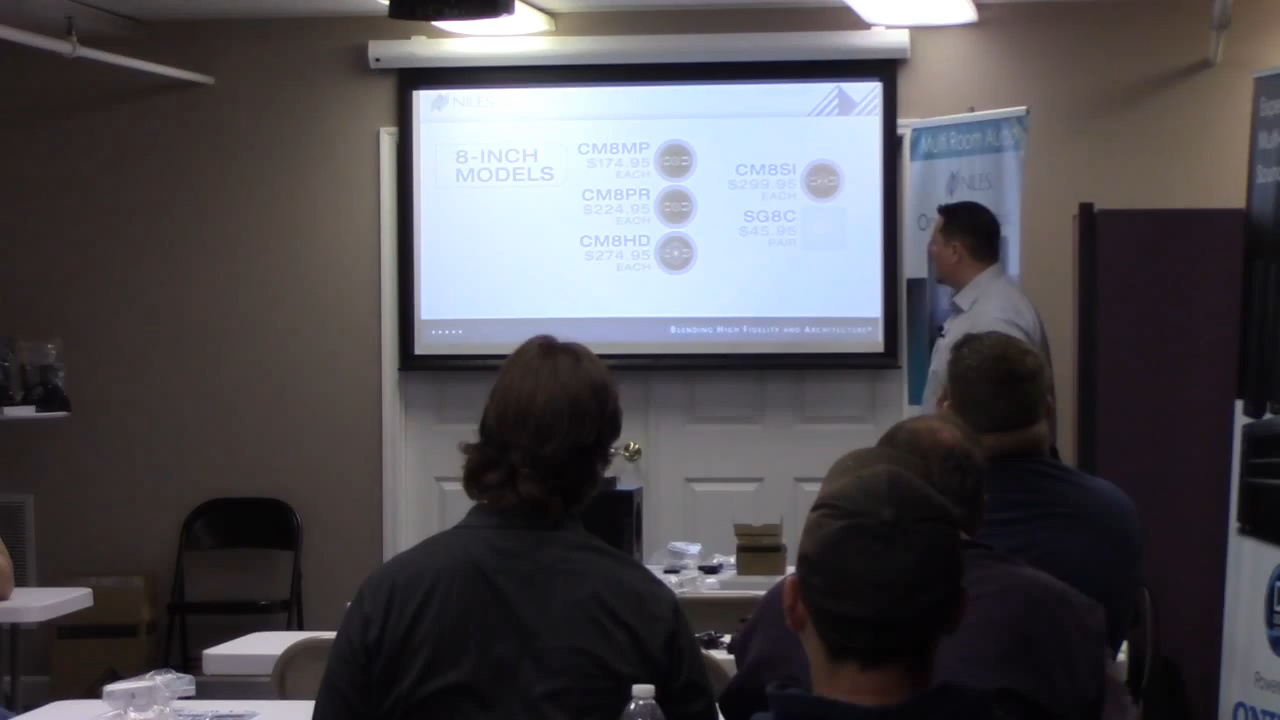 NILES
8-INCH
MODELS
CM8MP
$174.95
EACH
CM8PR
$224.95
EACH
CM8HD
$274.95
EACH
CM8SI
$299.95
EACH
SG8C
$45.95
PAIR
BLENDING HIGH FIDELITY AND ARCHITECTURE®
Multi Room Audio
NILES